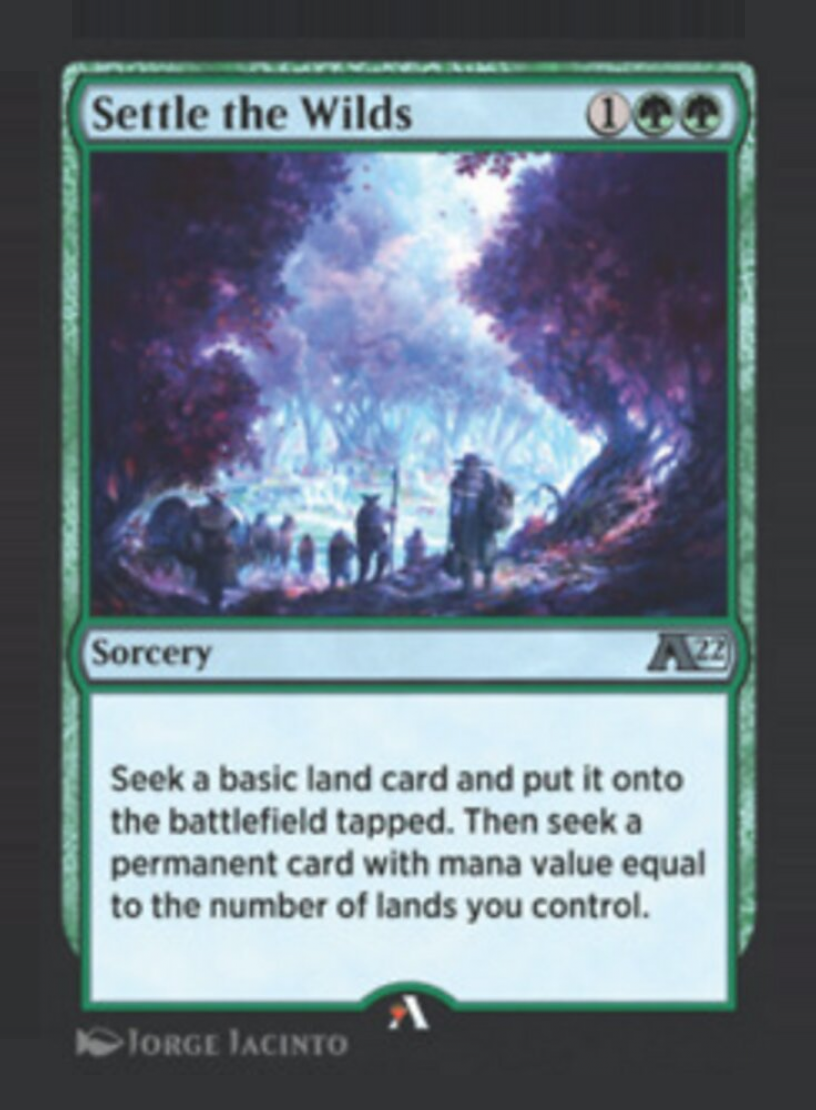 Settle the Wilds 1
Sorcery A22
Seek a basic land card and put it onto
the battlefield tapped. Then seek a
permanent card with mana value equal
to the number of lands you control.
JORGE JACINTO